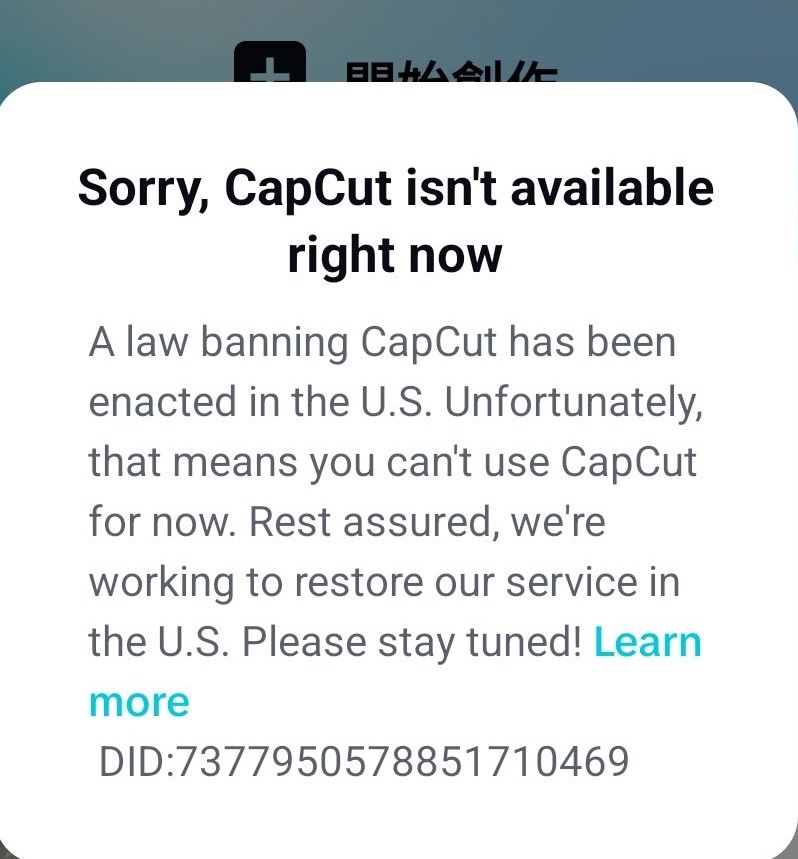 開始創作
Sorry, CapCut isn't available
right now
A law banning CapCut has been
enacted in the U.S. Unfortunately,
that means you can't use CapCut
for now. Rest assured, we're
working to restore our service in
the U.S. Please stay tuned! Learn
more
DID:7377950578851710469